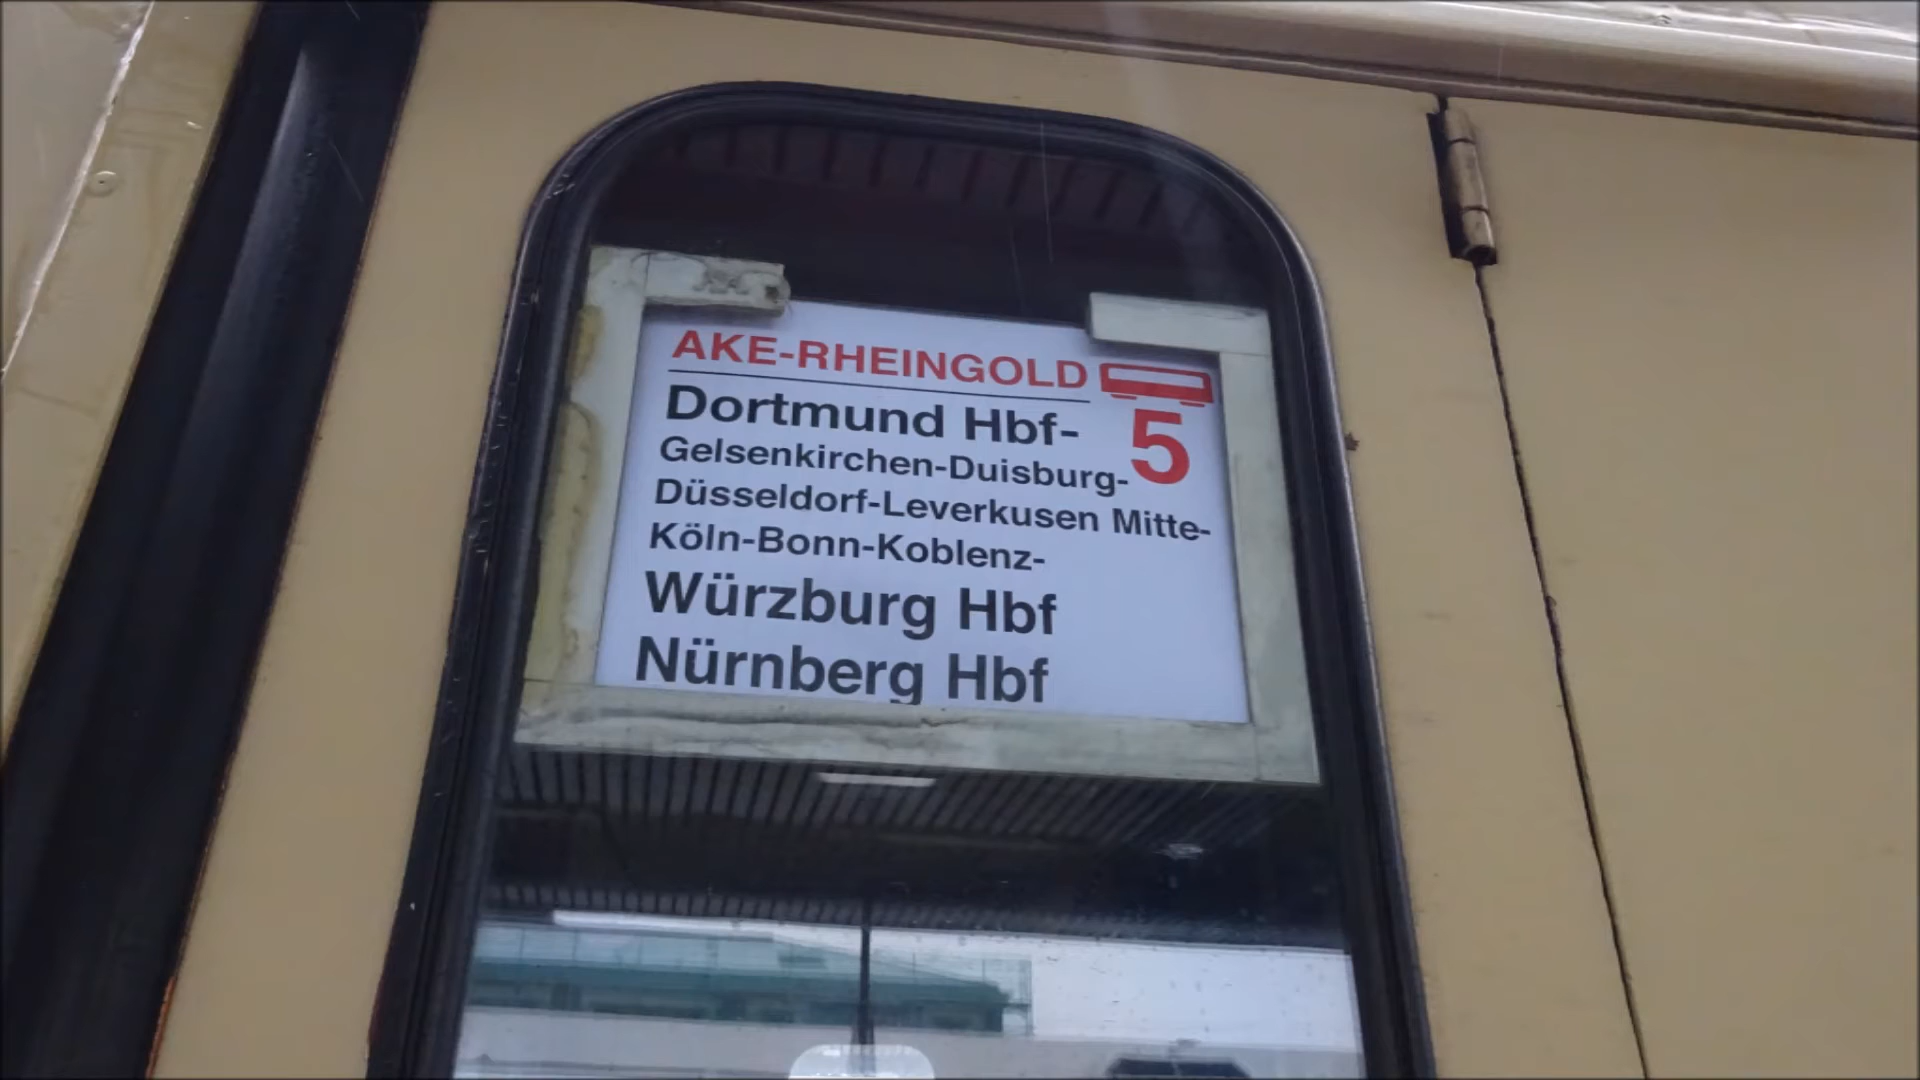 AKE-RHEINGOLD
Dortmund Hbf-
5
Gelsenkirchen-Duisburg-
Düsseldorf-Leverkusen Mitte-
Köln-Bonn-Koblenz-
Würzburg Hbf
Nürnberg Hbf